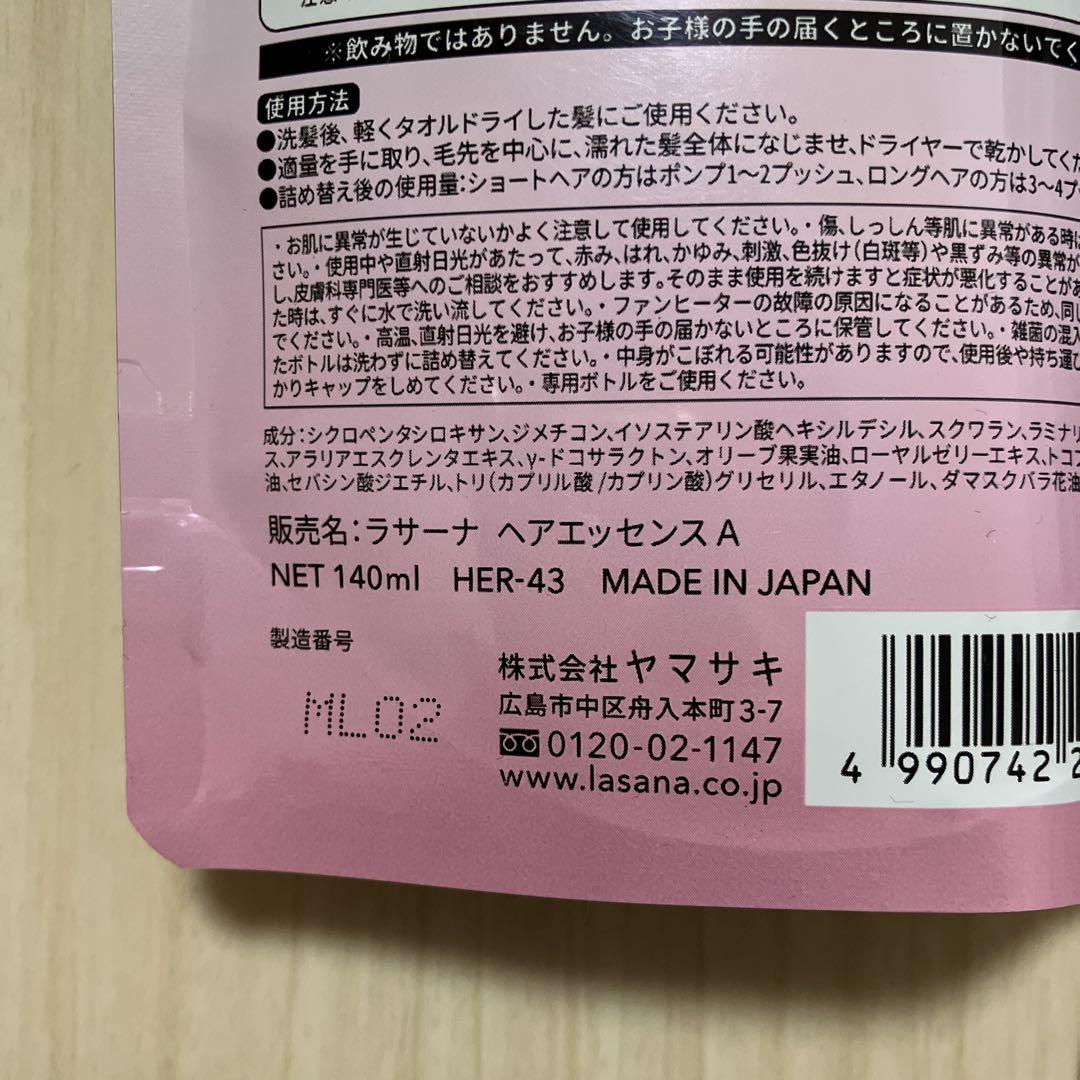 ※飲み物ではありません。お子様の手の届くところに置かないでく
使用方法
●洗髪後、軽くタオルドライした髪にご使用ください。
●適量を手に取り、毛先を中心に、濡れた髪全体になじませ、ドライヤーで乾かしてくだ
●詰め替え後の使用量：ショートヘアの方はポンプ1〜2プッシュ、ロングヘアの方は3〜4プ
・お肌に異常が生じていないかよく注意して使用してください。・傷、しっしん等肌に異常がある時は
さい。・使用中や直射日光があたって、赤み、はれ、かゆみ、刺激、色抜け(白斑等)や黒ずみ等の異常が
し、皮膚科専門医等へのご相談をおすすめします。そのまま使用を続けますと症状が悪化することがあ
た時は、すぐに水で洗い流してください。・ファンヒーターの故障の原因になることがあるため、同じ
でください。・高温、直射日光を避け、お子様の手の届かないところに保管してください。・雑菌の混入
たボトルは洗わずに詰め替えてください。・中身がこぼれる可能性がありますので、使用後や持ち運び
かりキャップをしめてください。・専用ボトルをご使用ください。
成分：シクロペンタシロキサン、ジメチコン、イソステアリン酸ヘキシルデシル、スクワラン、ラミナリ
ス、アラリアエスクレンタエキス、γ-ドコサラクトン、オリーブ果実油、ローヤルゼリーエキス、トコフ
油、セバシン酸ジエチル、トリ(カプリル酸/カプリン酸)グリセリル、エタノール、ダマスクバラ花油
販売名：ラサーナ ヘアエッセンス A
NET 140ml HER-43 MADE IN JAPAN
製造番号
ML02
株式会社 ヤマサキ
広島市中区舟入本町3-7
0120-02-1147
www.lasana.co.jp
4 990742 2